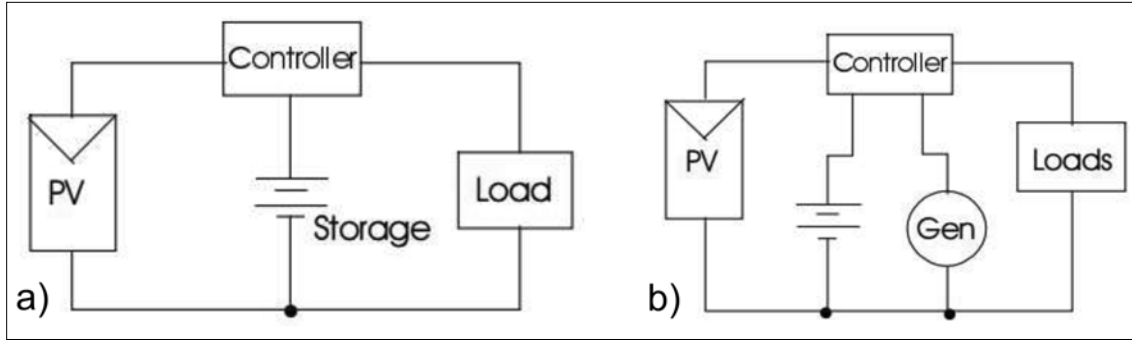 Controller
PV
Load
Storage
a)
Controller
PV
Loads
Gen
b)